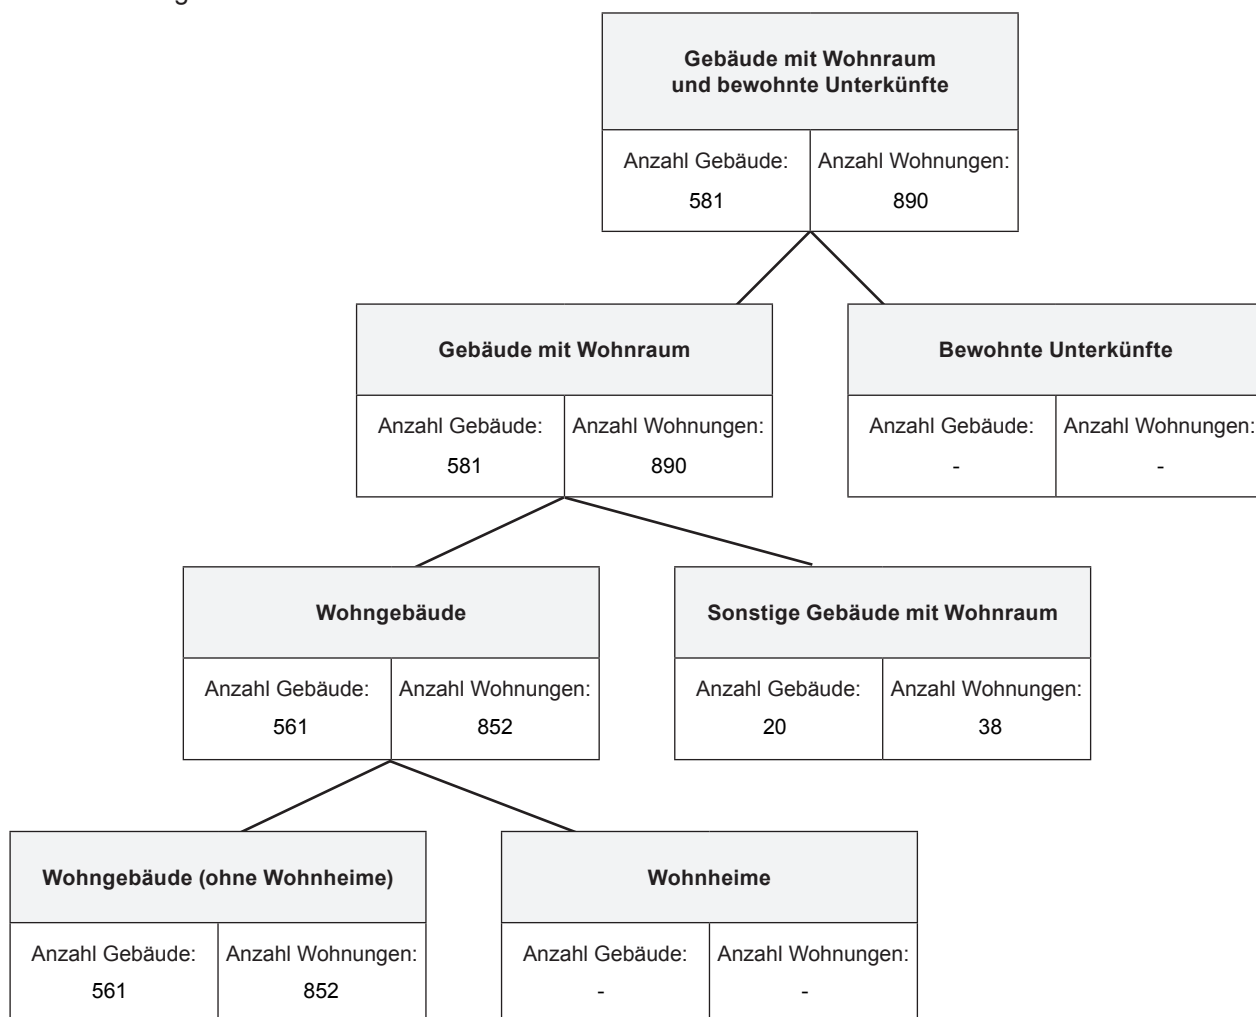 Gebäude mit Wohnraum
und bewohnte Unterkünfte
Anzahl Gebäude: Anzahl Wohnungen:
581 890
Gebäude mit Wohnraum
Anzahl Gebäude: Anzahl Wohnungen:
581 890
Bewohnte Unterkünfte
Anzahl Gebäude: Anzahl Wohnungen:
- -
Wohngebäude
Anzahl Gebäude: Anzahl Wohnungen:
561 852
Sonstige Gebäude mit Wohnraum
Anzahl Gebäude: Anzahl Wohnungen:
20 38
Wohngebäude (ohne Wohnheime)
Anzahl Gebäude: Anzahl Wohnungen:
561 852
Wohnheime
Anzahl Gebäude: Anzahl Wohnungen:
- -